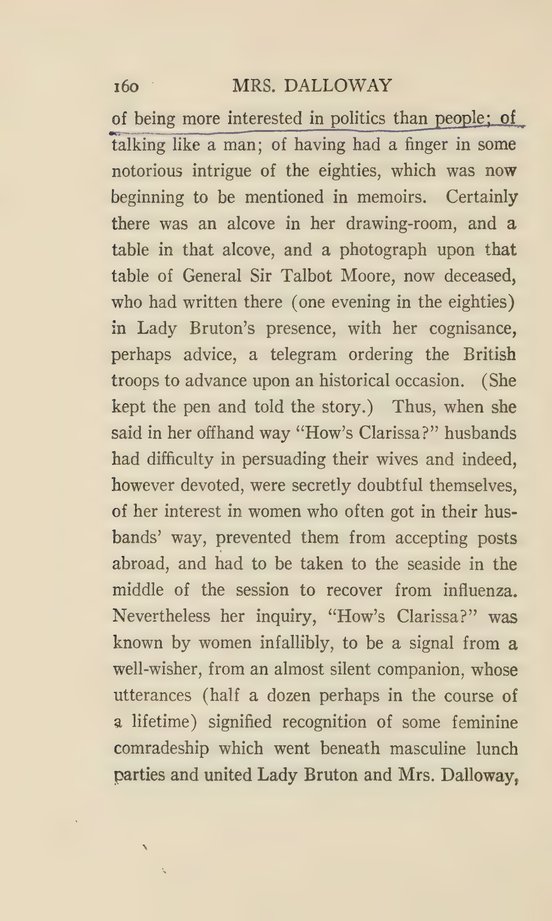 160 MRS. DALLOWAY
of being more interested in politics than people; of
talking like a man; of having had a finger in some
notorious intrigue of the eighties, which was now
beginning to be mentioned in memoirs. Certainly
there was an alcove in her drawing-room, and a
table in that alcove, and a photograph upon that
table of General Sir Talbot Moore, now deceased,
who had written there (one evening in the eighties)
in Lady Bruton's presence, with her cognisance,
perhaps advice, a telegram ordering the British
troops to advance upon an historical occasion. (She
kept the pen and told the story.) Thus, when she
said in her offhand way "How's Clarissa?" husbands
had difficulty in persuading their wives and indeed,
however devoted, were secretly doubtful themselves,
of her interest in women who often got in their hus-
bands' way, prevented them from accepting posts
abroad, and had to be taken to the seaside in the
middle of the session to recover from influenza.
Nevertheless her inquiry, "How's Clarissa?" was
known by women infallibly, to be a signal from a
well-wisher, from an almost silent companion, whose
utterances (half a dozen perhaps in the course of
a lifetime) signified recognition of some feminine
comradeship which went beneath masculine lunch
parties and united Lady Bruton and Mrs. Dalloway,